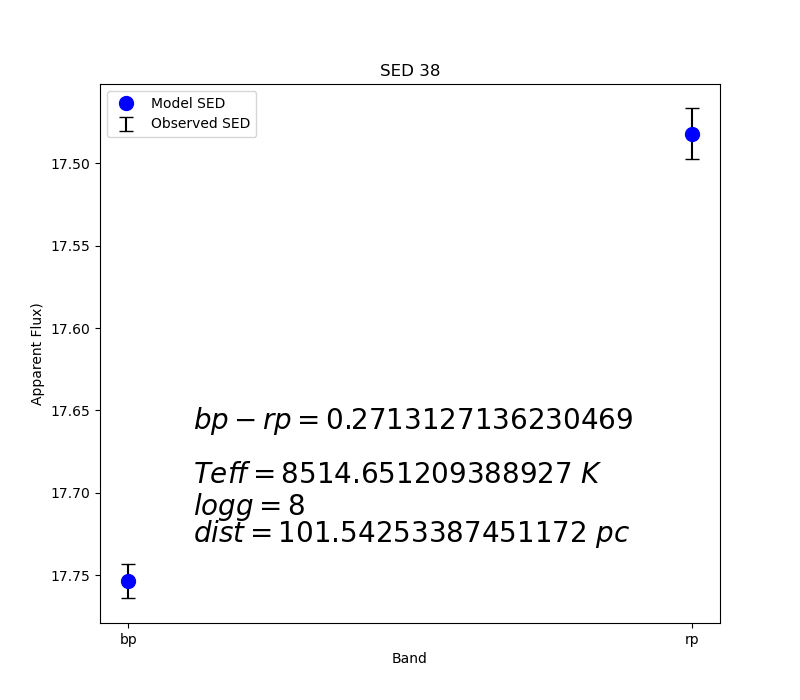 SED 38
Model SED
Observed SED
17.50
17.55
17.60
17.65
17.70
17.75
Apparent Flux)
bp − rp = 0.2713127136230469
Teff = 8514.651209388927 K
logg = 8
dist = 101.54253387451172 pc
bp
rp
Band